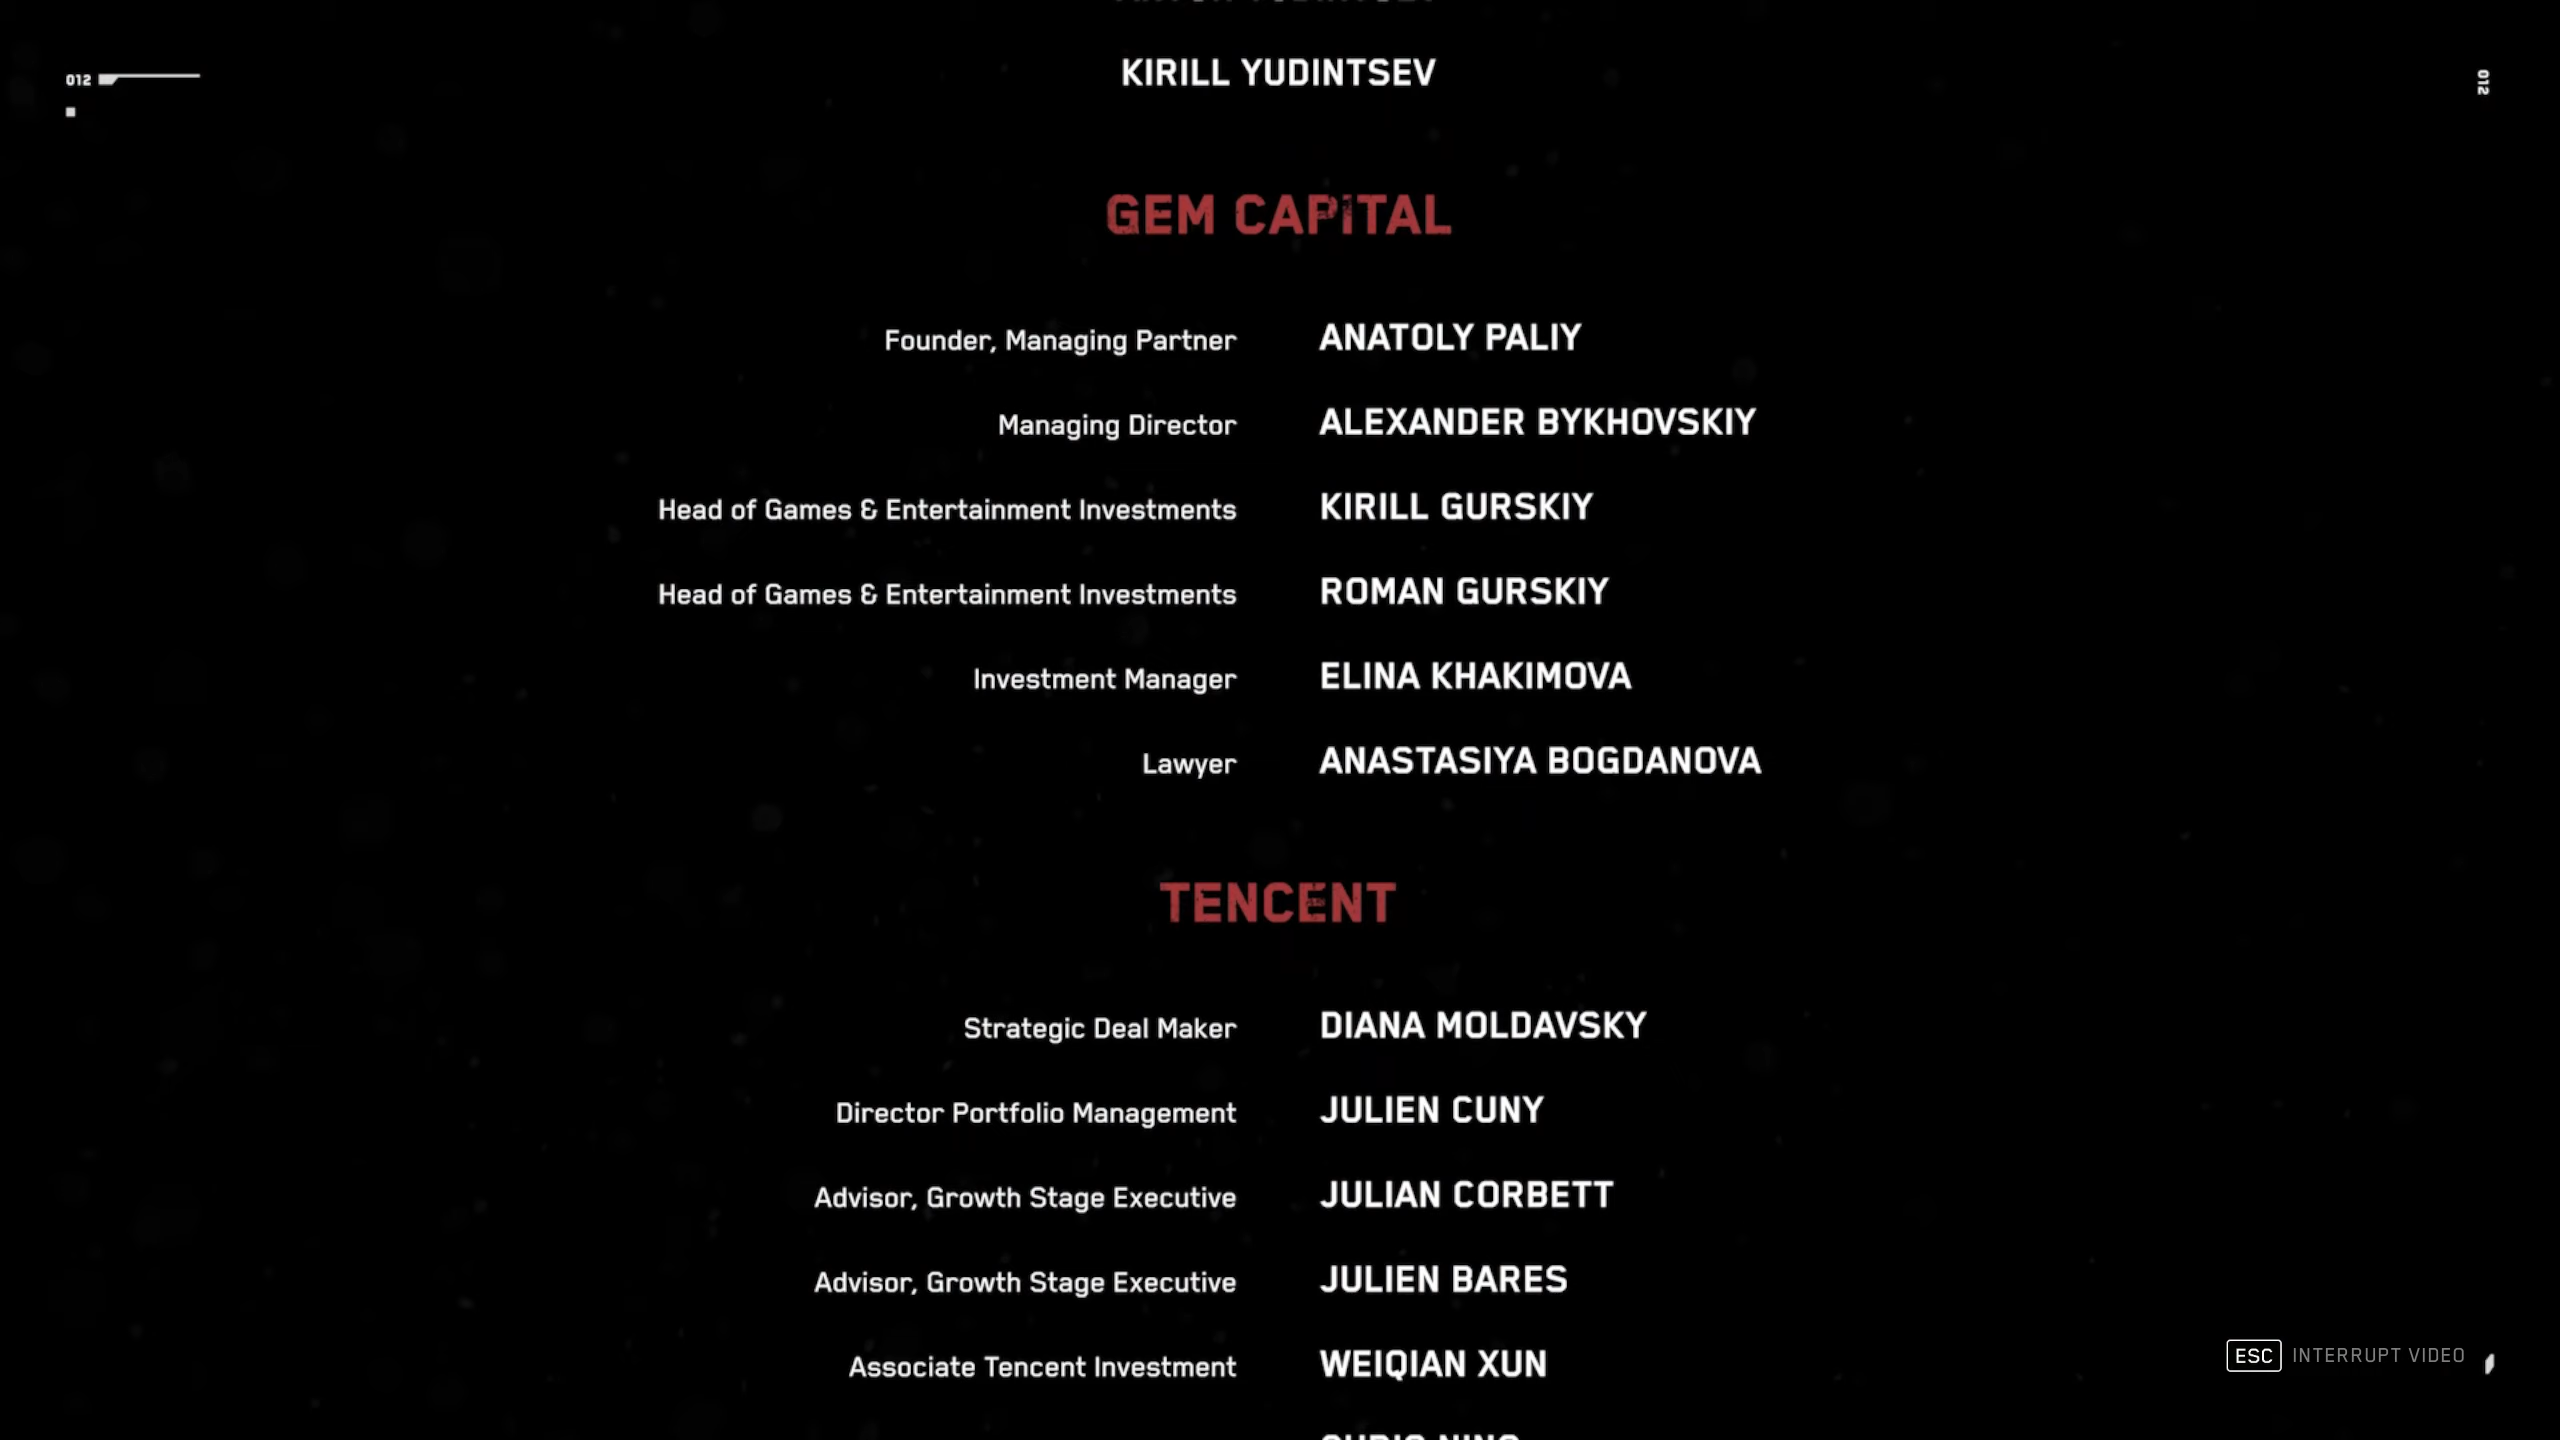 KIRILL YUDINTSEV
012
012
GEM CAPITAL
Founder, Managing Partner ANATOLY PALIY
Managing Director ALEXANDER BYKHOVSKIY
Head of Games & Entertainment Investments KIRILL GURSKIY
Head of Games & Entertainment Investments ROMAN GURSKIY
Investment Manager ELINA KHAKIMOVA
Lawyer ANASTASIYA BOGDANOVA
TENCENT
Strategic Deal Maker DIANA MOLDAVSKY
Director Portfolio Management JULIEN CUNY
Advisor, Growth Stage Executive JULIAN CORBETT
Advisor, Growth Stage Executive JULIEN BARES
Associate Tencent Investment WEIQIAN XUN
ESC INTERRUPT VIDEO